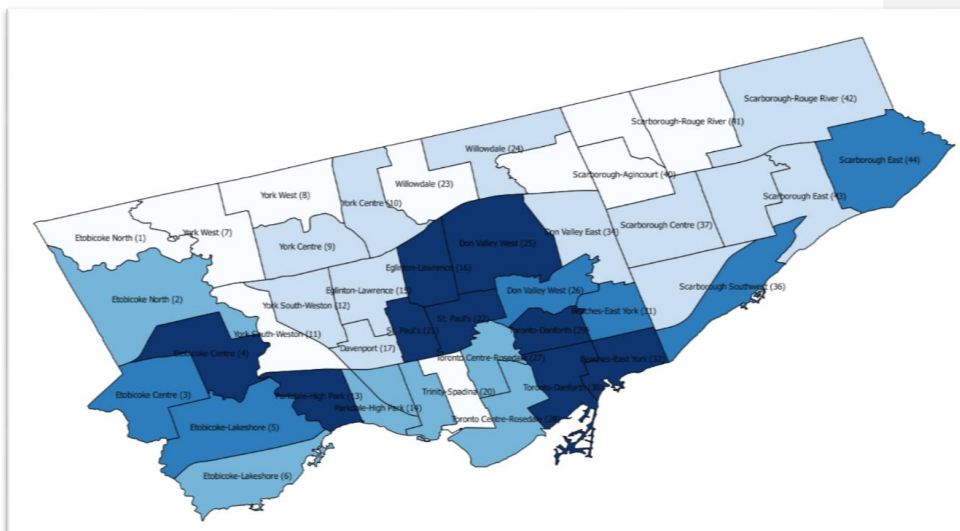 Scarborough-Rouge River (42)
Scarborough-Rouge River (41)
Willowdale (24)
Scarborough East (44)
Scarborough-Agincourt (40)
Willowdale (23)
York West (8)
Scarborough East (43)
York Centre (10)
Scarborough Centre (37)
York West (7)
Don Valley East (34)
Etobicoke North (1)
Don Valley West (25)
York Centre (9)
Eglinton-Lawrence (16)
Scarborough Southwest (36)
Eglinton-Lawrence (15)
Don Valley West (26)
Etobicoke North (2)
York South-Weston (12)
Beaches-East York (31)
St. Paul's (22)
St. Paul's (21)
Toronto-Danforth (29)
York South-Weston (11)
Davenport (17)
Etobicoke Centre (4)
Toronto Centre-Rosedale (27)
Beaches-East York (32)
Toronto-Danforth (30)
Trinity-Spadina (20)
Etobicoke Centre (3)
Parkdale-High Park (13)
Parkdale-High Park (14)
Toronto Centre-Rosedale (28)
Etobicoke-Lakeshore (5)
Etobicoke-Lakeshore (6)